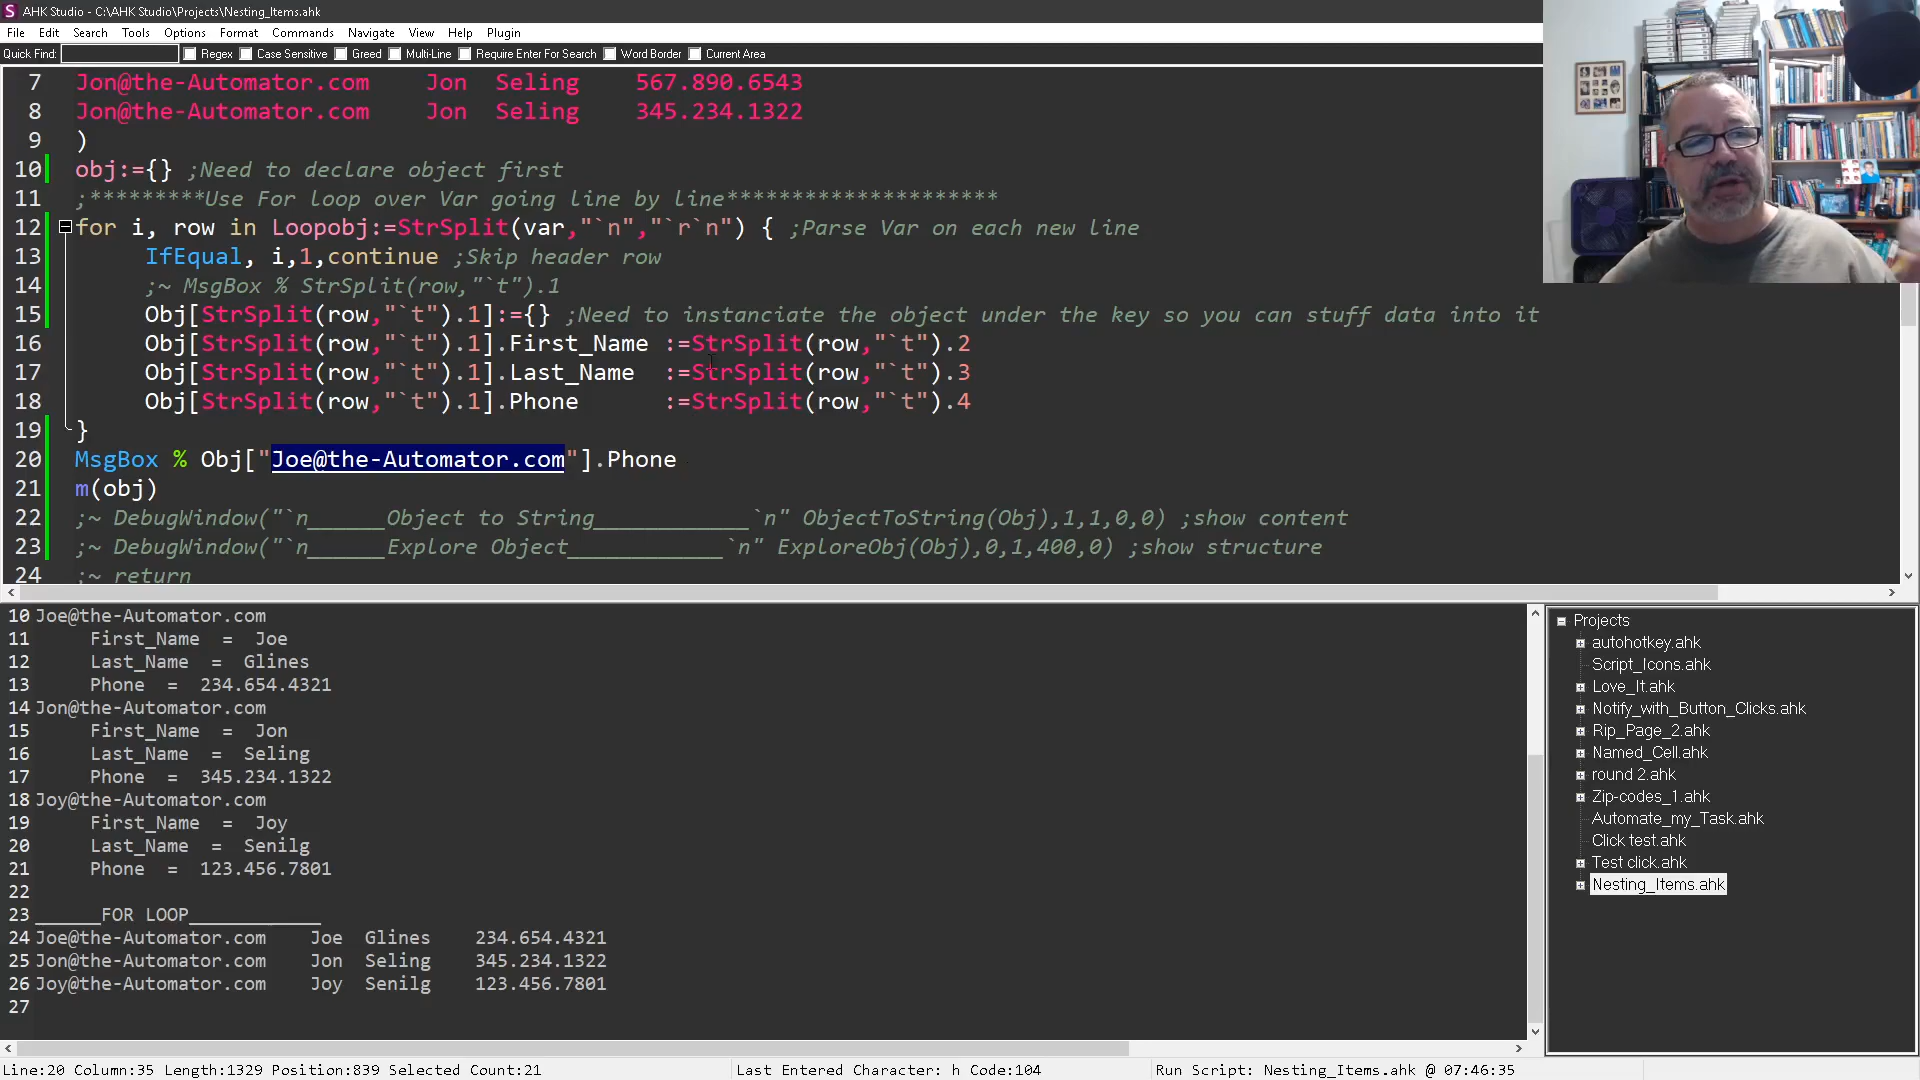 AHK Studio - C:\AHK Studio\Projects\Nesting_Items.ahk
File Edit Search Tools Options Format Commands Navigate View Help Plugin
Quick Find: Regex Case Sensitive Greed Multi-Line Require Enter For Search Word Border Current Area
7 Jon@the-Automator.com Jon Seling 567.890.6543
8 Jon@the-Automator.com Jon Seling 345.234.1322
9 )
10 obj:={} ;Need to declare object first
11 ;*********Use For loop over Var going line by line*********************
12 for i, row in Loopobj:=StrSplit(var,"`n","`r`n") { ;Parse Var on each new line
13 IfEqual, i,1,continue ;Skip header row
14 ;~ MsgBox % StrSplit(row,"`t").1
15 Obj[StrSplit(row,"`t").1]:={} ;Need to instanciate the object under the key so you can stuff data into it
16 Obj[StrSplit(row,"`t").1].First_Name :=StrSplit(row,"`t").2
17 Obj[StrSplit(row,"`t").1].Last_Name :=StrSplit(row,"`t").3
18 Obj[StrSplit(row,"`t").1].Phone :=StrSplit(row,"`t").4
19 }
20 MsgBox % Obj["Joe@the-Automator.com"].Phone
21 m(obj)
22 ;~ DebugWindow("`n______Object to String____________`n" ObjectToString(Obj),1,1,0,0) ;show content
23 ;~ DebugWindow("`n______Explore Object____________`n" ExploreObj(Obj),0,1,400,0) ;show structure
24 ;~ return
10 Joe@the-Automator.com
11 First_Name = Joe
12 Last_Name = Glines
13 Phone = 234.654.4321
14 Jon@the-Automator.com
15 First_Name = Jon
16 Last_Name = Seling
17 Phone = 345.234.1322
18 Joy@the-Automator.com
19 First_Name = Joy
20 Last_Name = Senilg
21 Phone = 123.456.7801
22
23 ______FOR LOOP____________
24 Joe@the-Automator.com Joe Glines 234.654.4321
25 Jon@the-Automator.com Jon Seling 345.234.1322
26 Joy@the-Automator.com Joy Senilg 123.456.7801
27
Projects
autohotkey.ahk
Script_Icons.ahk
Love_It.ahk
Notify_with_Button_Clicks.ahk
Rip_Page_2.ahk
Named_Cell.ahk
round 2.ahk
Zip-codes_1.ahk
Automate_my_Task.ahk
Click test.ahk
Test click.ahk
Nesting_Items.ahk
Line:20 Column:35 Length:1329 Position:839 Selected Count:21 Last Entered Character: h Code:104 Run Script: Nesting_Items.ahk @ 07:46:35